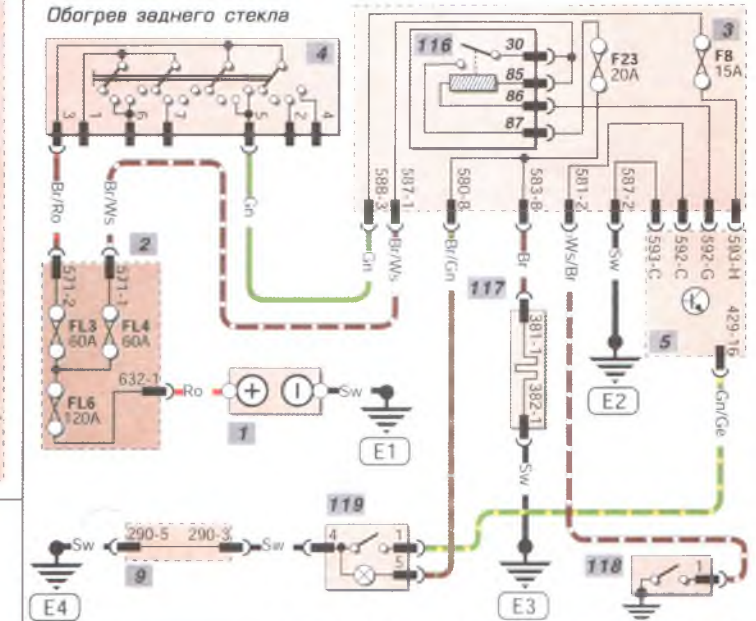 Обогрев заднего стекла
4
3 1 6 7 5 2 4
116
30
85
86
87
F23
20A
3
F8
15A
588-3 587-1 580-8 583-8 581-2 587-2 593-C 592-C 592-G 593-H
Br/Ro
Br/Ws
Gn
Gn
Br/Ws
Br/Gn
Br
Ws/Br
Sw
2
571-2 571-1
FL3
60A
FL4
60A
FL6
120A
632-1
Ro
+
Sw
1
E1
117
381-1
382-1
Sw
E2
5
429-16
Gn/Ge
E4
Sw
290-5 290-3
9
Sw
119
4 1
5
E3
118
1